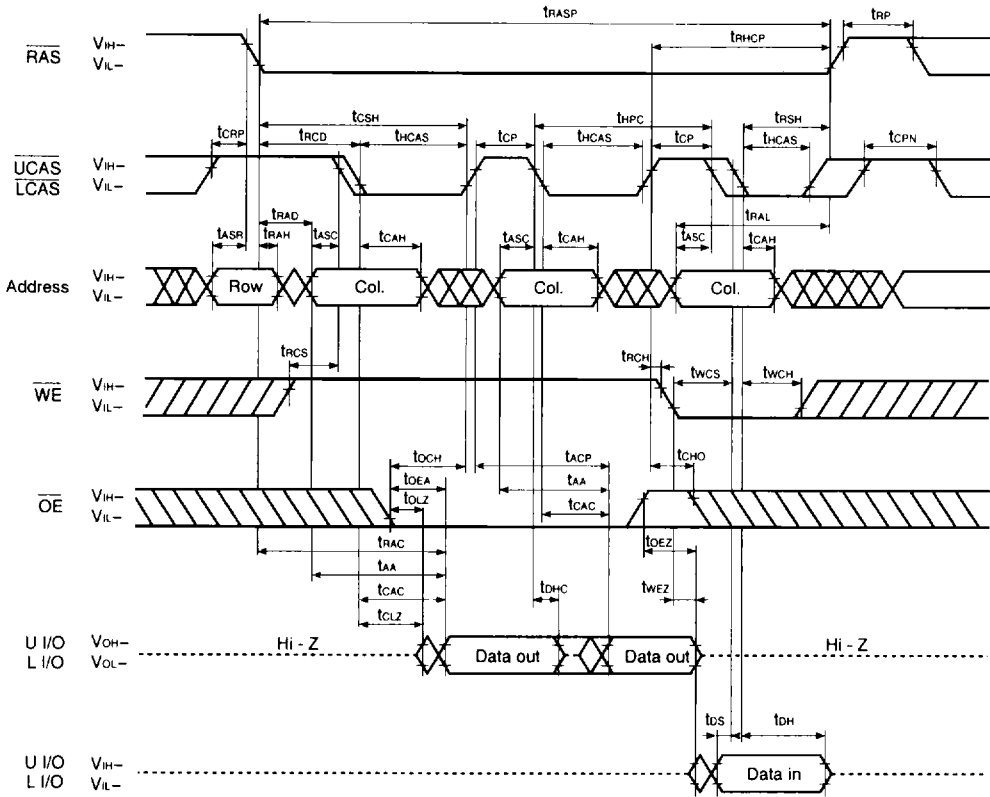 tRASP
tRP
tRHCP
RAS
VIH–
VIL–
tCSH
tHPC
tRSH
tCRP
tRCD
tHCAS
tCP
tHCAS
tCP
tHCAS
tCPN
UCAS
LCAS
VIH–
VIL–
tRAD
tRAL
tASR
tRAH
tASC
tCAH
tASC
tCAH
tASC
tCAH
Address
VIH–
VIL–
Row
Col.
Col.
Col.
tRCS
tRCH
tWCS
tWCH
WE
VIH–
VIL–
tOCH
tACP
tCHO
tOEA
tAA
tOLZ
tCAC
OE
VIH–
VIL–
tRAC
tOEZ
tAA
tCAC
tDHC
tWEZ
tCLZ
U I/O
L I/O
VOH–
VOL–
Hi - Z
Data out
Data out
Hi - Z
tDS
tDH
U I/O
L I/O
VIH–
VIL–
Data in